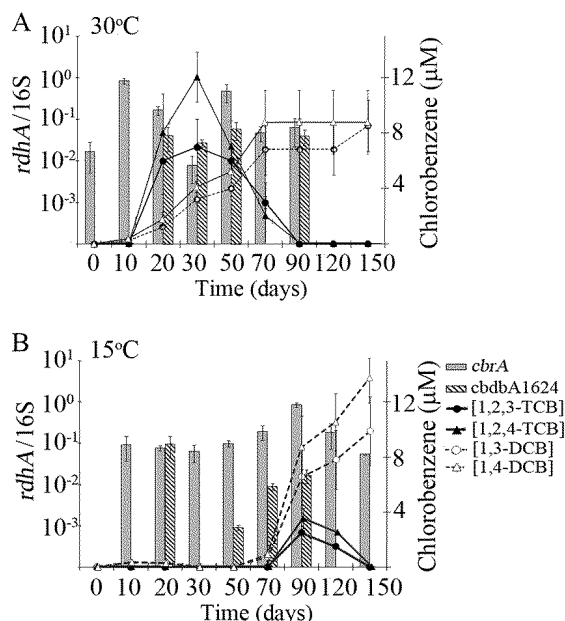 A
30°C
rdhA/16S
10¹
10⁰
10⁻¹
10⁻²
10⁻³
12
8
4
Chlorobenzene (μM)
0 10 20 30 50 70 90 120 150
Time (days)
B
15°C
rdhA/16S
10¹
10⁰
10⁻¹
10⁻²
10⁻³
12
8
4
Chlorobenzene (μM)
0 10 20 30 50 70 90 120 150
Time (days)
cbrA
cbdbA1624
[1,2,3-TCB]
[1,2,4-TCB]
[1,3-DCB]
[1,4-DCB]